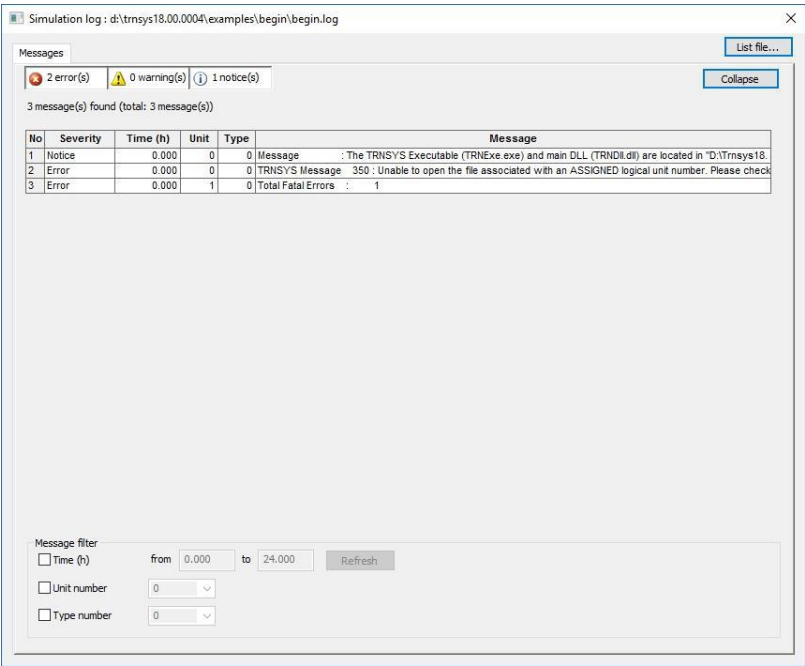 Simulation log : d:\trnsys18.00.0004\examples\begin\begin.log
List file...
Messages
2 error(s) 0 warning(s) 1 notice(s)
Collapse
3 message(s) found (total: 3 message(s))
No Severity Time (h) Unit Type Message
1 Notice 0.000 0 0 Message : The TRNSYS Executable (TRNExe.exe) and main DLL (TRNDll.dll) are located in "D:\Trnsys18.
2 Error 0.000 0 0 TRNSYS Message 350 : Unable to open the file associated with an ASSIGNED logical unit number. Please check
3 Error 0.000 1 0 Total Fatal Errors : 1
Message filter
Time (h) from 0.000 to 24.000 Refresh
Unit number 0
Type number 0